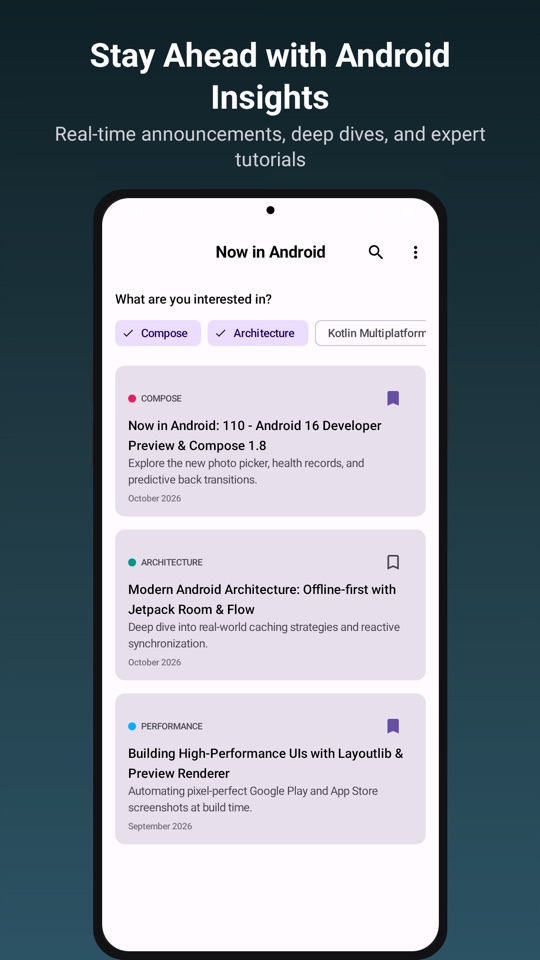 Stay Ahead with Android
Insights
Real-time announcements, deep dives, and expert
tutorials
Now in Android
What are you interested in?
Compose
Architecture
Kotlin Multiplatform
COMPOSE
Now in Android: 110 - Android 16 Developer
Preview & Compose 1.8
Explore the new photo picker, health records, and
predictive back transitions.
October 2026
ARCHITECTURE
Modern Android Architecture: Offline-first with
Jetpack Room & Flow
Deep dive into real-world caching strategies and reactive
synchronization.
October 2026
PERFORMANCE
Building High-Performance UIs with Layoutlib &
Preview Renderer
Automating pixel-perfect Google Play and App Store
screenshots at build time.
September 2026